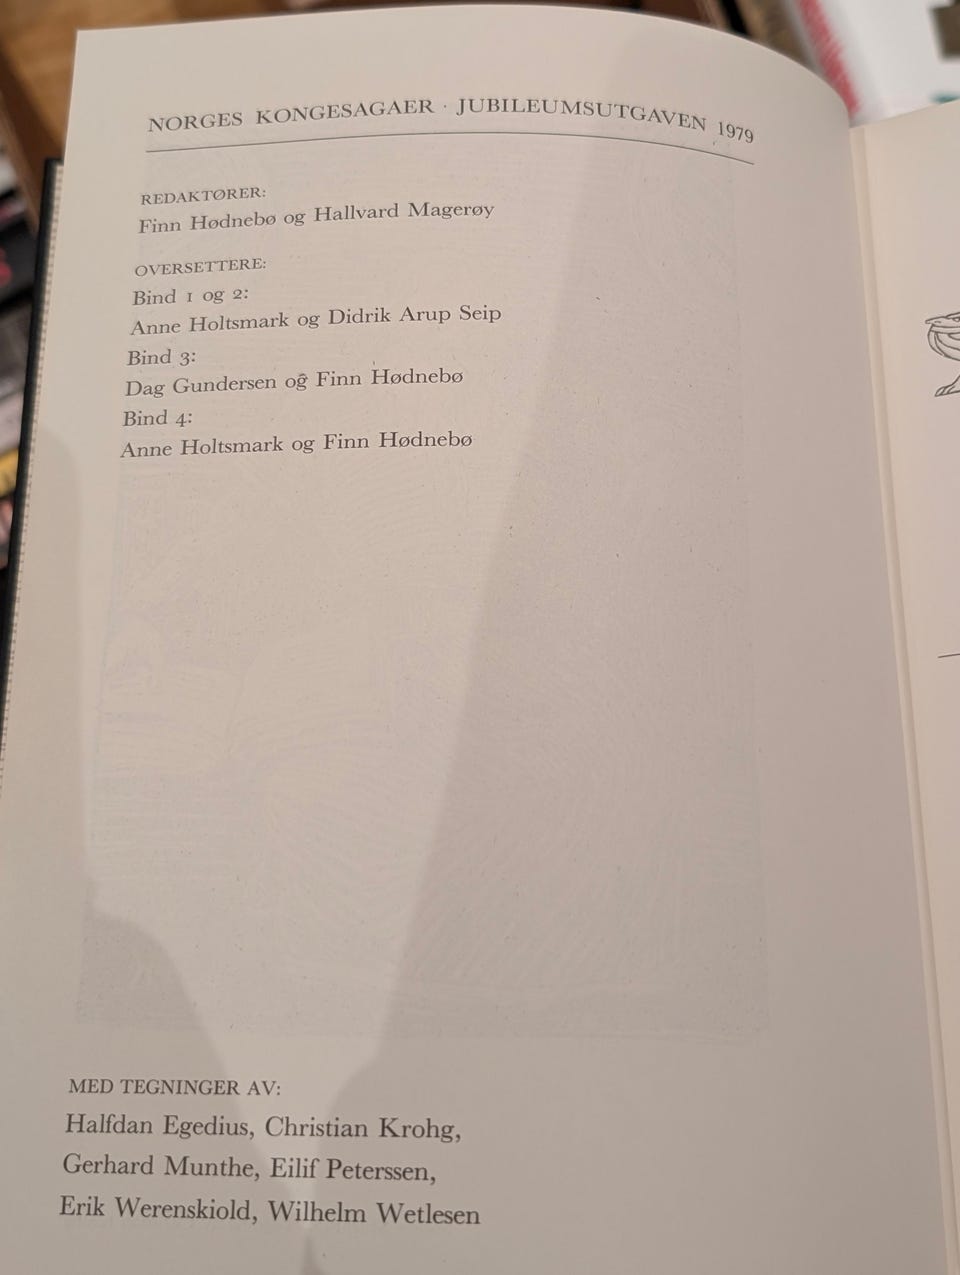 NORGES KONGESAGAER · JUBILEUMSUTGAVEN 1979
REDAKTØRER:
Finn Hødnebø og Hallvard Magerøy
OVERSETTERE:
Bind 1 og 2:
Anne Holtsmark og Didrik Arup Seip
Bind 3:
Dag Gundersen og Finn Hødnebø
Bind 4:
Anne Holtsmark og Finn Hødnebø
MED TEGNINGER AV:
Halfdan Egedius, Christian Krohg,
Gerhard Munthe, Eilif Peterssen,
Erik Werenskiold, Wilhelm Wetlesen